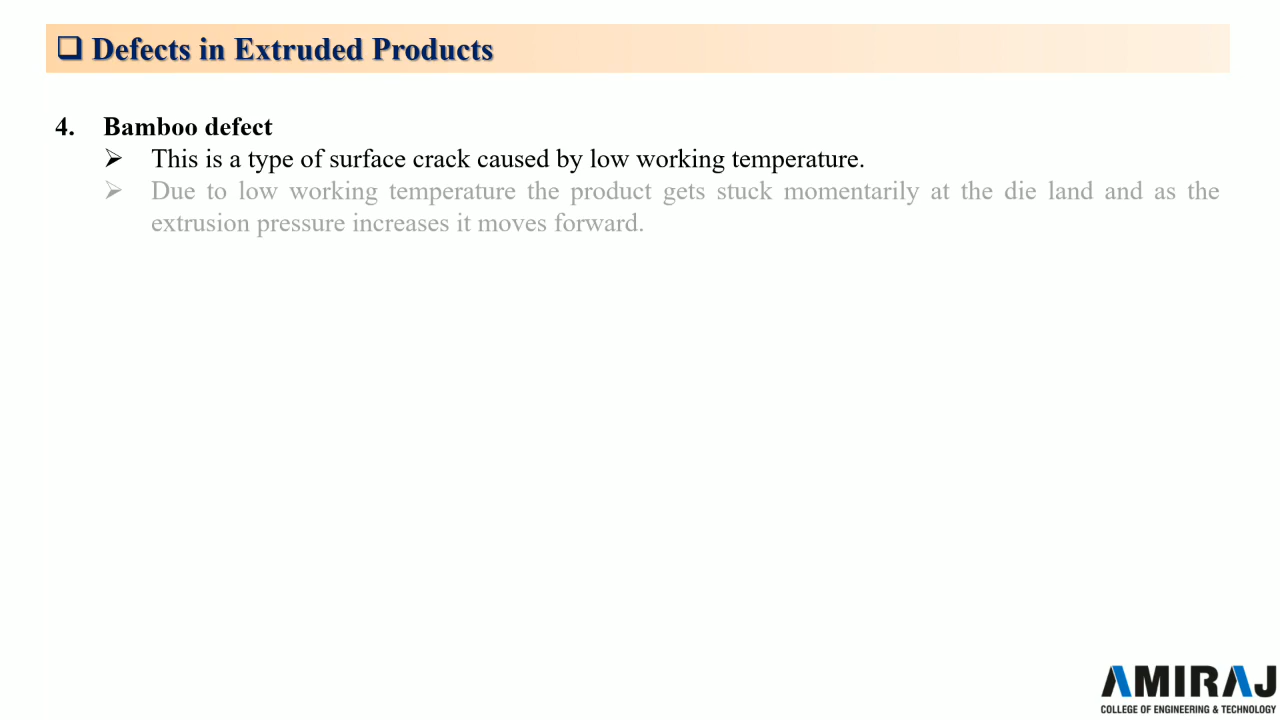 Defects in Extruded Products
4. Bamboo defect
This is a type of surface crack caused by low working temperature.
Due to low working temperature the product gets stuck momentarily at the die land and as the
extrusion pressure increases it moves forward.
AMIRAJ
COLLEGE OF ENGINEERING & TECHNOLOGY